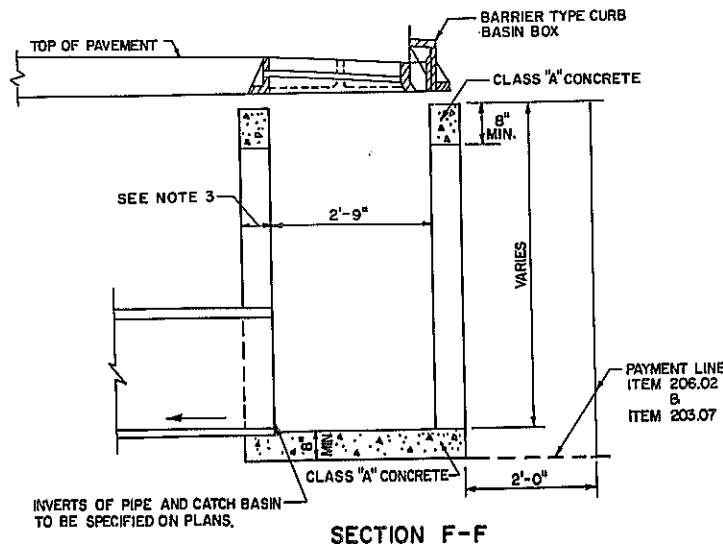 BARRIER TYPE CURB
BASIN BOX
TOP OF PAVEMENT
CLASS "A" CONCRETE
8"
MIN.
SEE NOTE 3
2'-9"
VARIES
PAYMENT LINE
ITEM 206.02
&
ITEM 203.07
8"
MIN.
CLASS "A" CONCRETE
2'-0"
INVERTS OF PIPE AND CATCH BASIN
TO BE SPECIFIED ON PLANS.
SECTION F-F